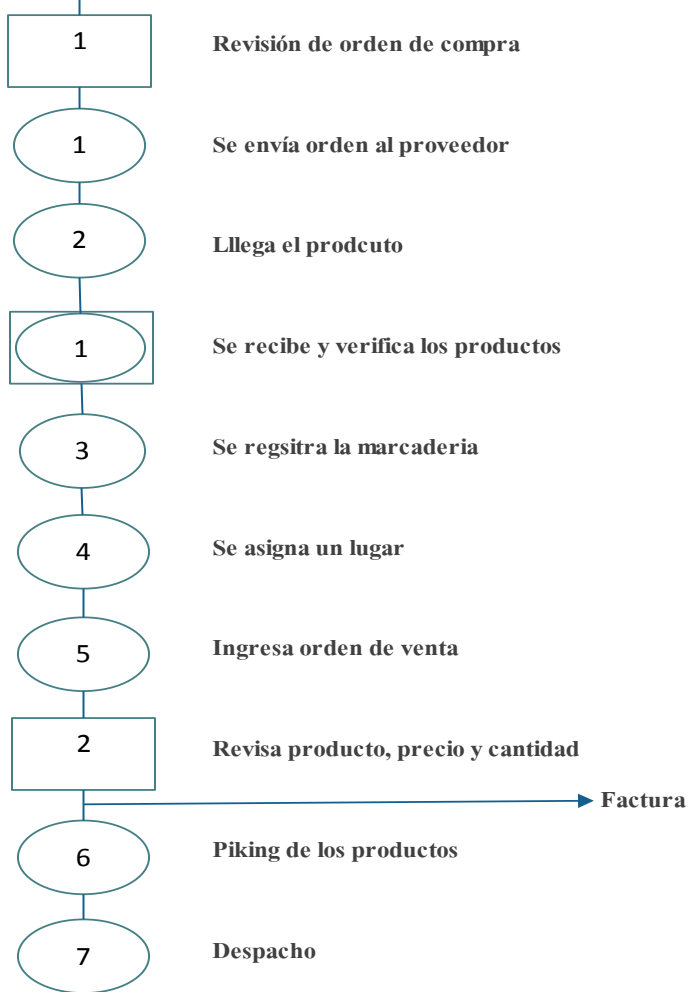 1 Revisión de orden de compra
1 Se envía orden al proveedor
2 Lllega el prodcuto
1 Se recibe y verifica los productos
3 Se regsitra la marcaderia
4 Se asigna un lugar
5 Ingresa orden de venta
2 Revisa producto, precio y cantidad
Factura
6 Piking de los productos
7 Despacho